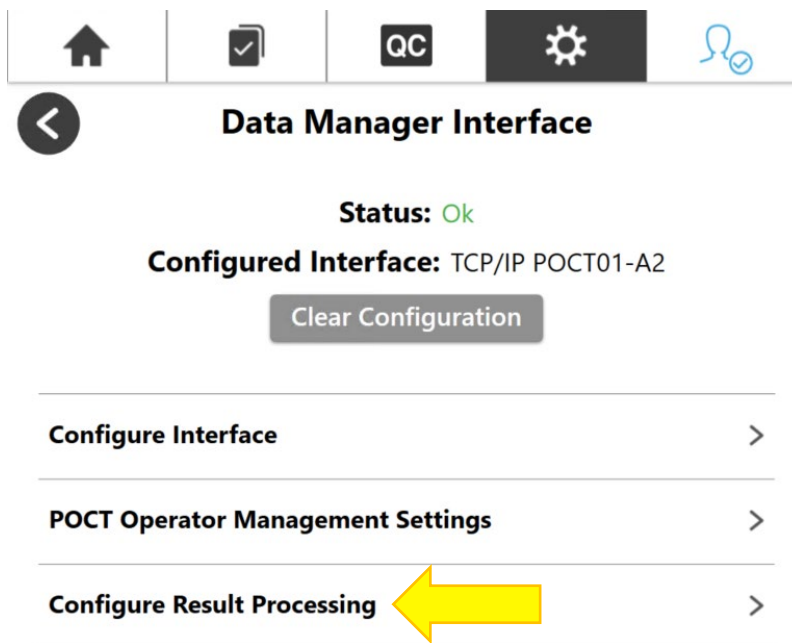 QC
Data Manager Interface
Status: Ok
Configured Interface: TCP/IP POCT01-A2
Clear Configuration
Configure Interface
POCT Operator Management Settings
Configure Result Processing